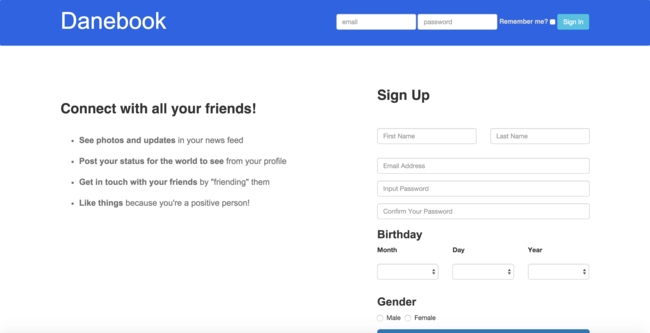 Danebook
email
password
Remember me?
Sign In
Connect with all your friends!
See photos and updates in your news feed
Post your status for the world to see from your profile
Get in touch with your friends by "friending" them
Like things because you're a positive person!
Sign Up
First Name
Last Name
Email Address
Input Password
Confirm Your Password
Birthday
Month
Day
Year
Gender
Male
Female